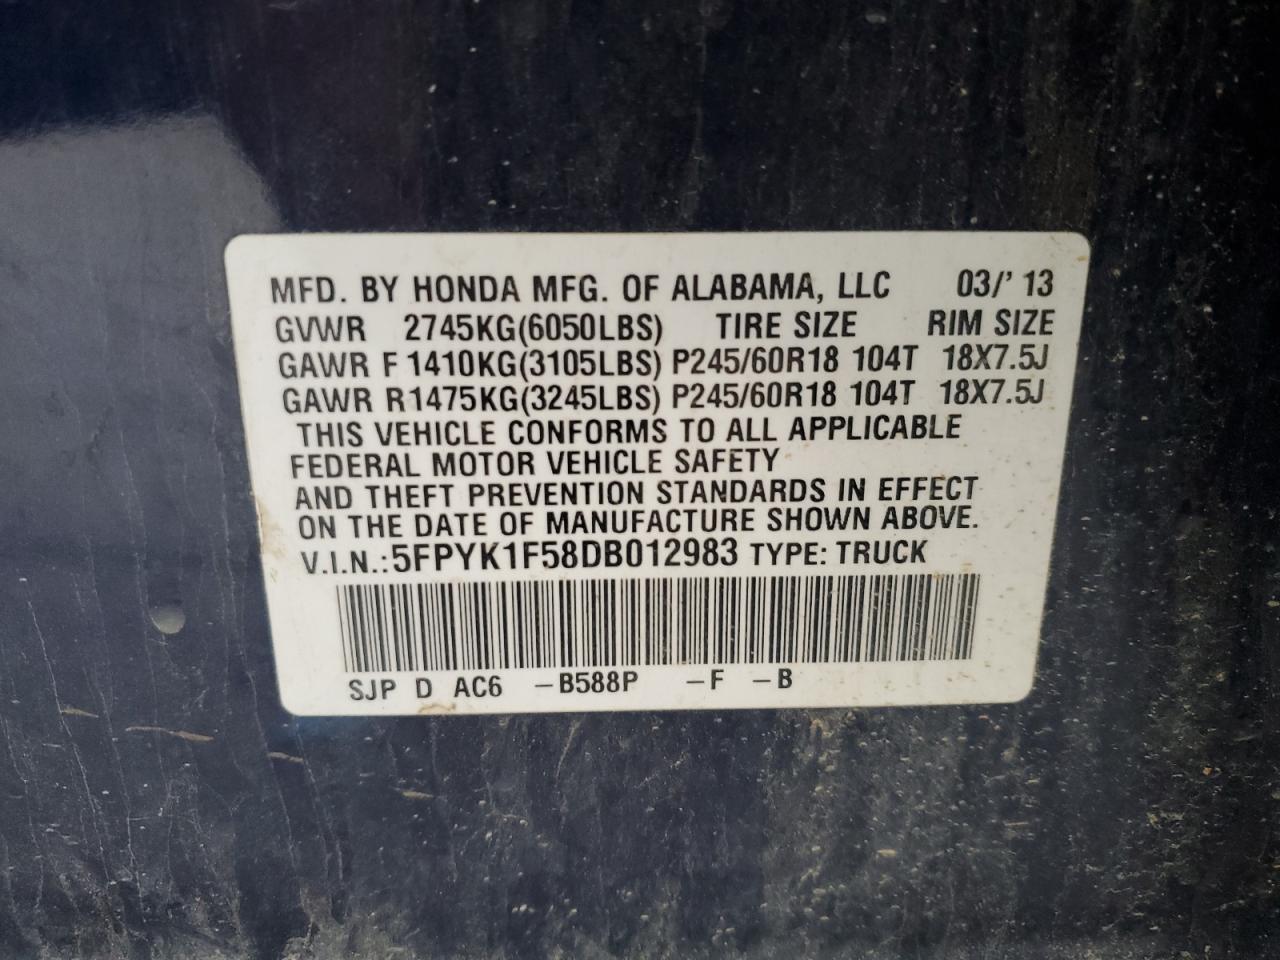 MFD. BY HONDA MFG. OF ALABAMA, LLC 03/' 13
GVWR 2745KG(6050LBS) TIRE SIZE RIM SIZE
GAWR F 1410KG(3105LBS) P245/60R18 104T 18X7.5J
GAWR R1475KG(3245LBS) P245/60R18 104T 18X7.5J
THIS VEHICLE CONFORMS TO ALL APPLICABLE
FEDERAL MOTOR VEHICLE SAFETY
AND THEFT PREVENTION STANDARDS IN EFFECT
ON THE DATE OF MANUFACTURE SHOWN ABOVE.
V.I.N.:5FPYK1F58DB012983 TYPE: TRUCK
SJP D AC6 -B588P -F -B